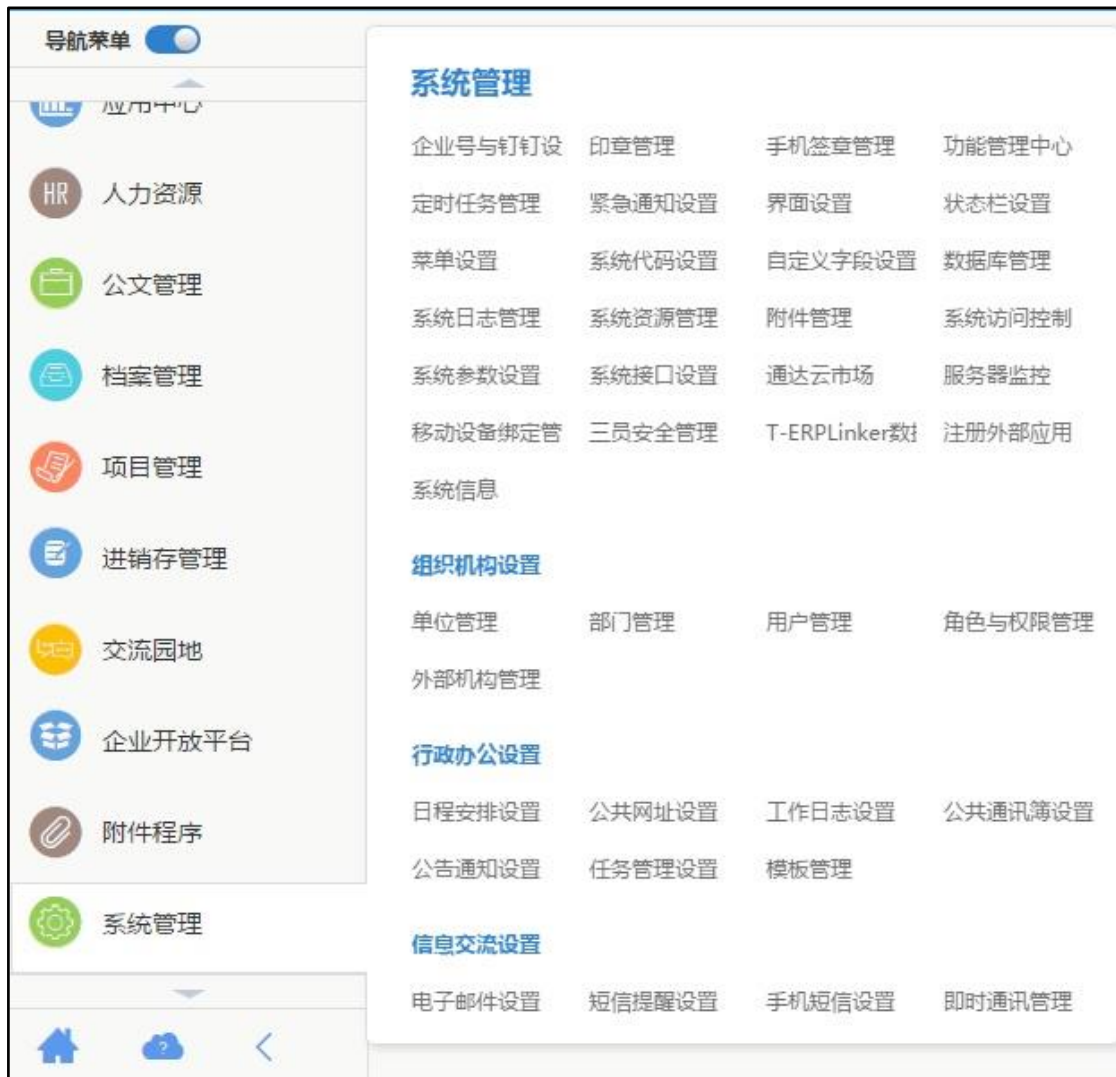 导航菜单
应用中心
HR 人力资源
公文管理
档案管理
项目管理
进销存管理
交流园地
企业开放平台
附件程序
系统管理
系统管理
企业号与钉钉设 印章管理 手机签章管理 功能管理中心
定时任务管理 紧急通知设置 界面设置 状态栏设置
菜单设置 系统代码设置 自定义字段设置 数据库管理
系统日志管理 系统资源管理 附件管理 系统访问控制
系统参数设置 系统接口设置 通达云市场 服务器监控
移动设备绑定管 三员安全管理 T-ERPLinker数 注册外部应用
系统信息
组织机构设置
单位管理 部门管理 用户管理 角色与权限管理
外部机构管理
行政办公设置
日程安排设置 公共网址设置 工作日志设置 公共通讯簿设置
公告通知设置 任务管理设置 模板管理
信息交流设置
电子邮件设置 短信提醒设置 手机短信设置 即时通讯管理